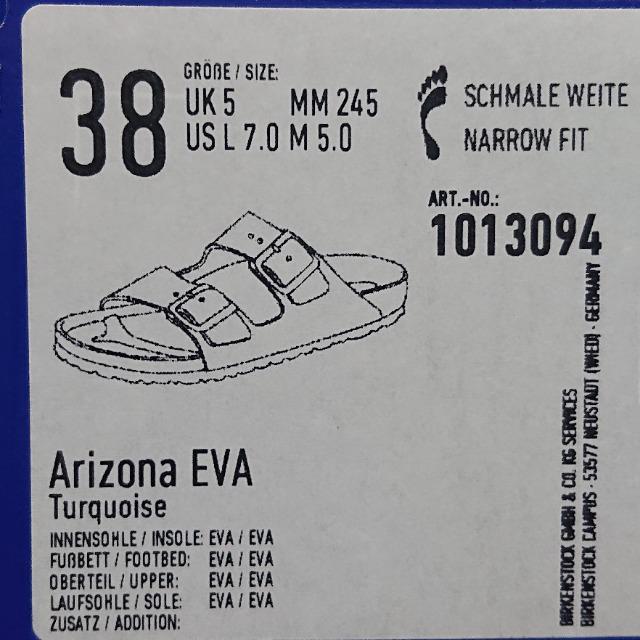 38
GRÖẞE / SIZE:
UK 5 MM 245
US L 7.0 M 5.0
SCHMALE WEITE
NARROW FIT
ART.-NO.:
1013094
Arizona EVA
Turquoise
INNENSOHLE / INSOLE: EVA / EVA
FUẞBETT / FOOTBED: EVA / EVA
OBERTEIL / UPPER: EVA / EVA
LAUFSOHLE / SOLE: EVA / EVA
ZUSATZ / ADDITION:
BIRKENSTOCK GMBH & CO. KG SERVICES
BIRKENSTOCK CAMPUS · 53577 NEUSTADT (WIED) · GERMANY